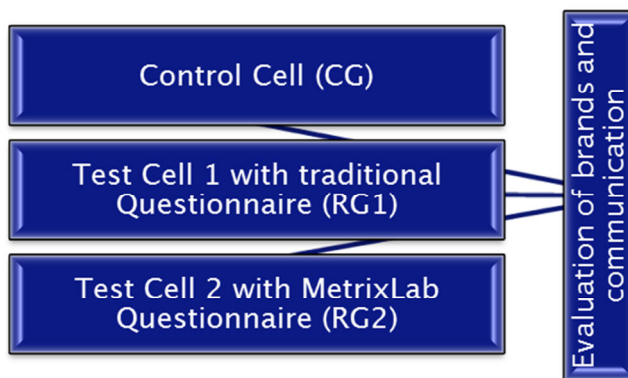 Control Cell (CG)
Test Cell 1 with traditional
Questionnaire (RG1)
Test Cell 2 with MetrixLab
Questionnaire (RG2)
Evaluation of brands and
communication